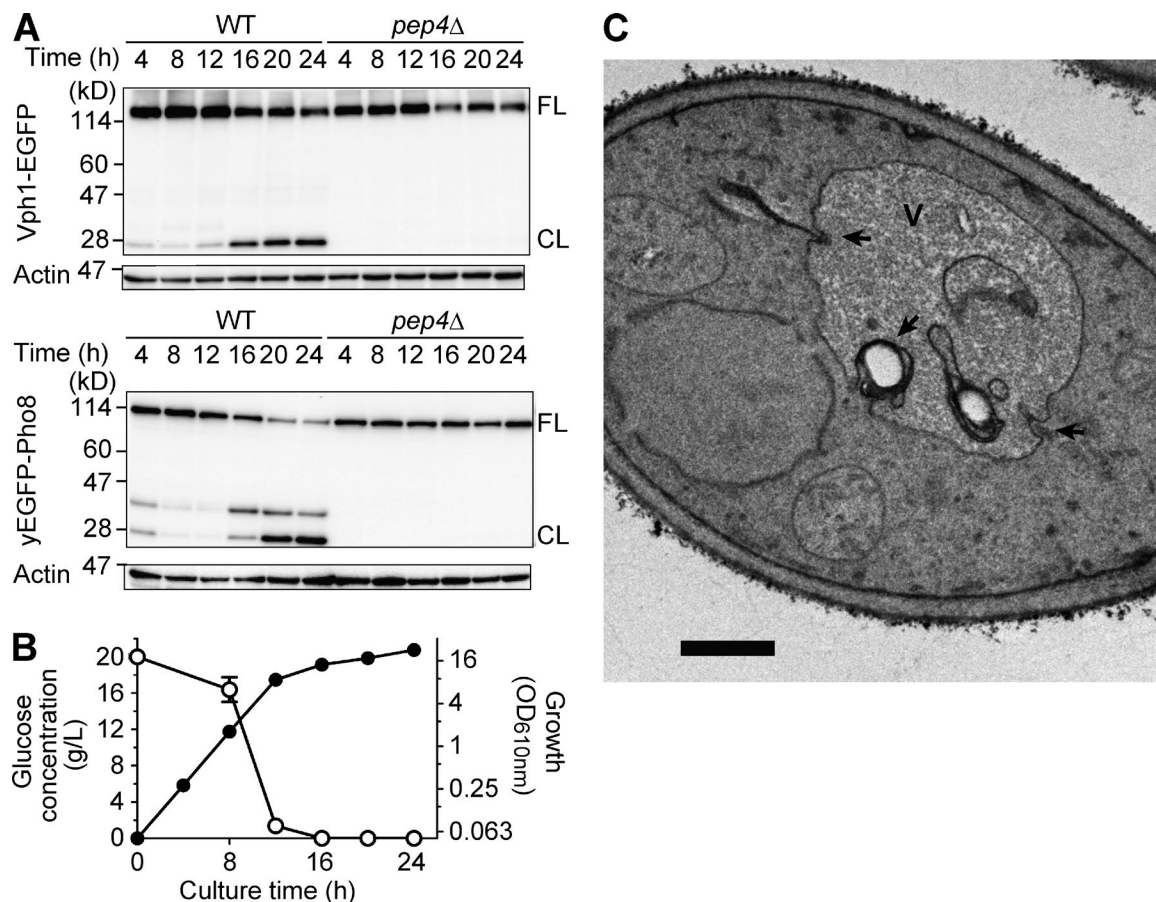 A
WT pep4Δ
Time (h) 4 8 12 16 20 24 4 8 12 16 20 24
(kD)
Vph1-EGFP
114
60
47
28
FL
CL
Actin 47
WT pep4Δ
Time (h) 4 8 12 16 20 24 4 8 12 16 20 24
(kD)
yEGFP-Pho8
114
60
47
28
FL
CL
Actin 47
B
Glucose
concentration
(g/L)
20
16
12
8
4
0
16
4
1
0.25
0.063
Growth
(OD610nm)
0 8 16 24
Culture time (h)
C
V